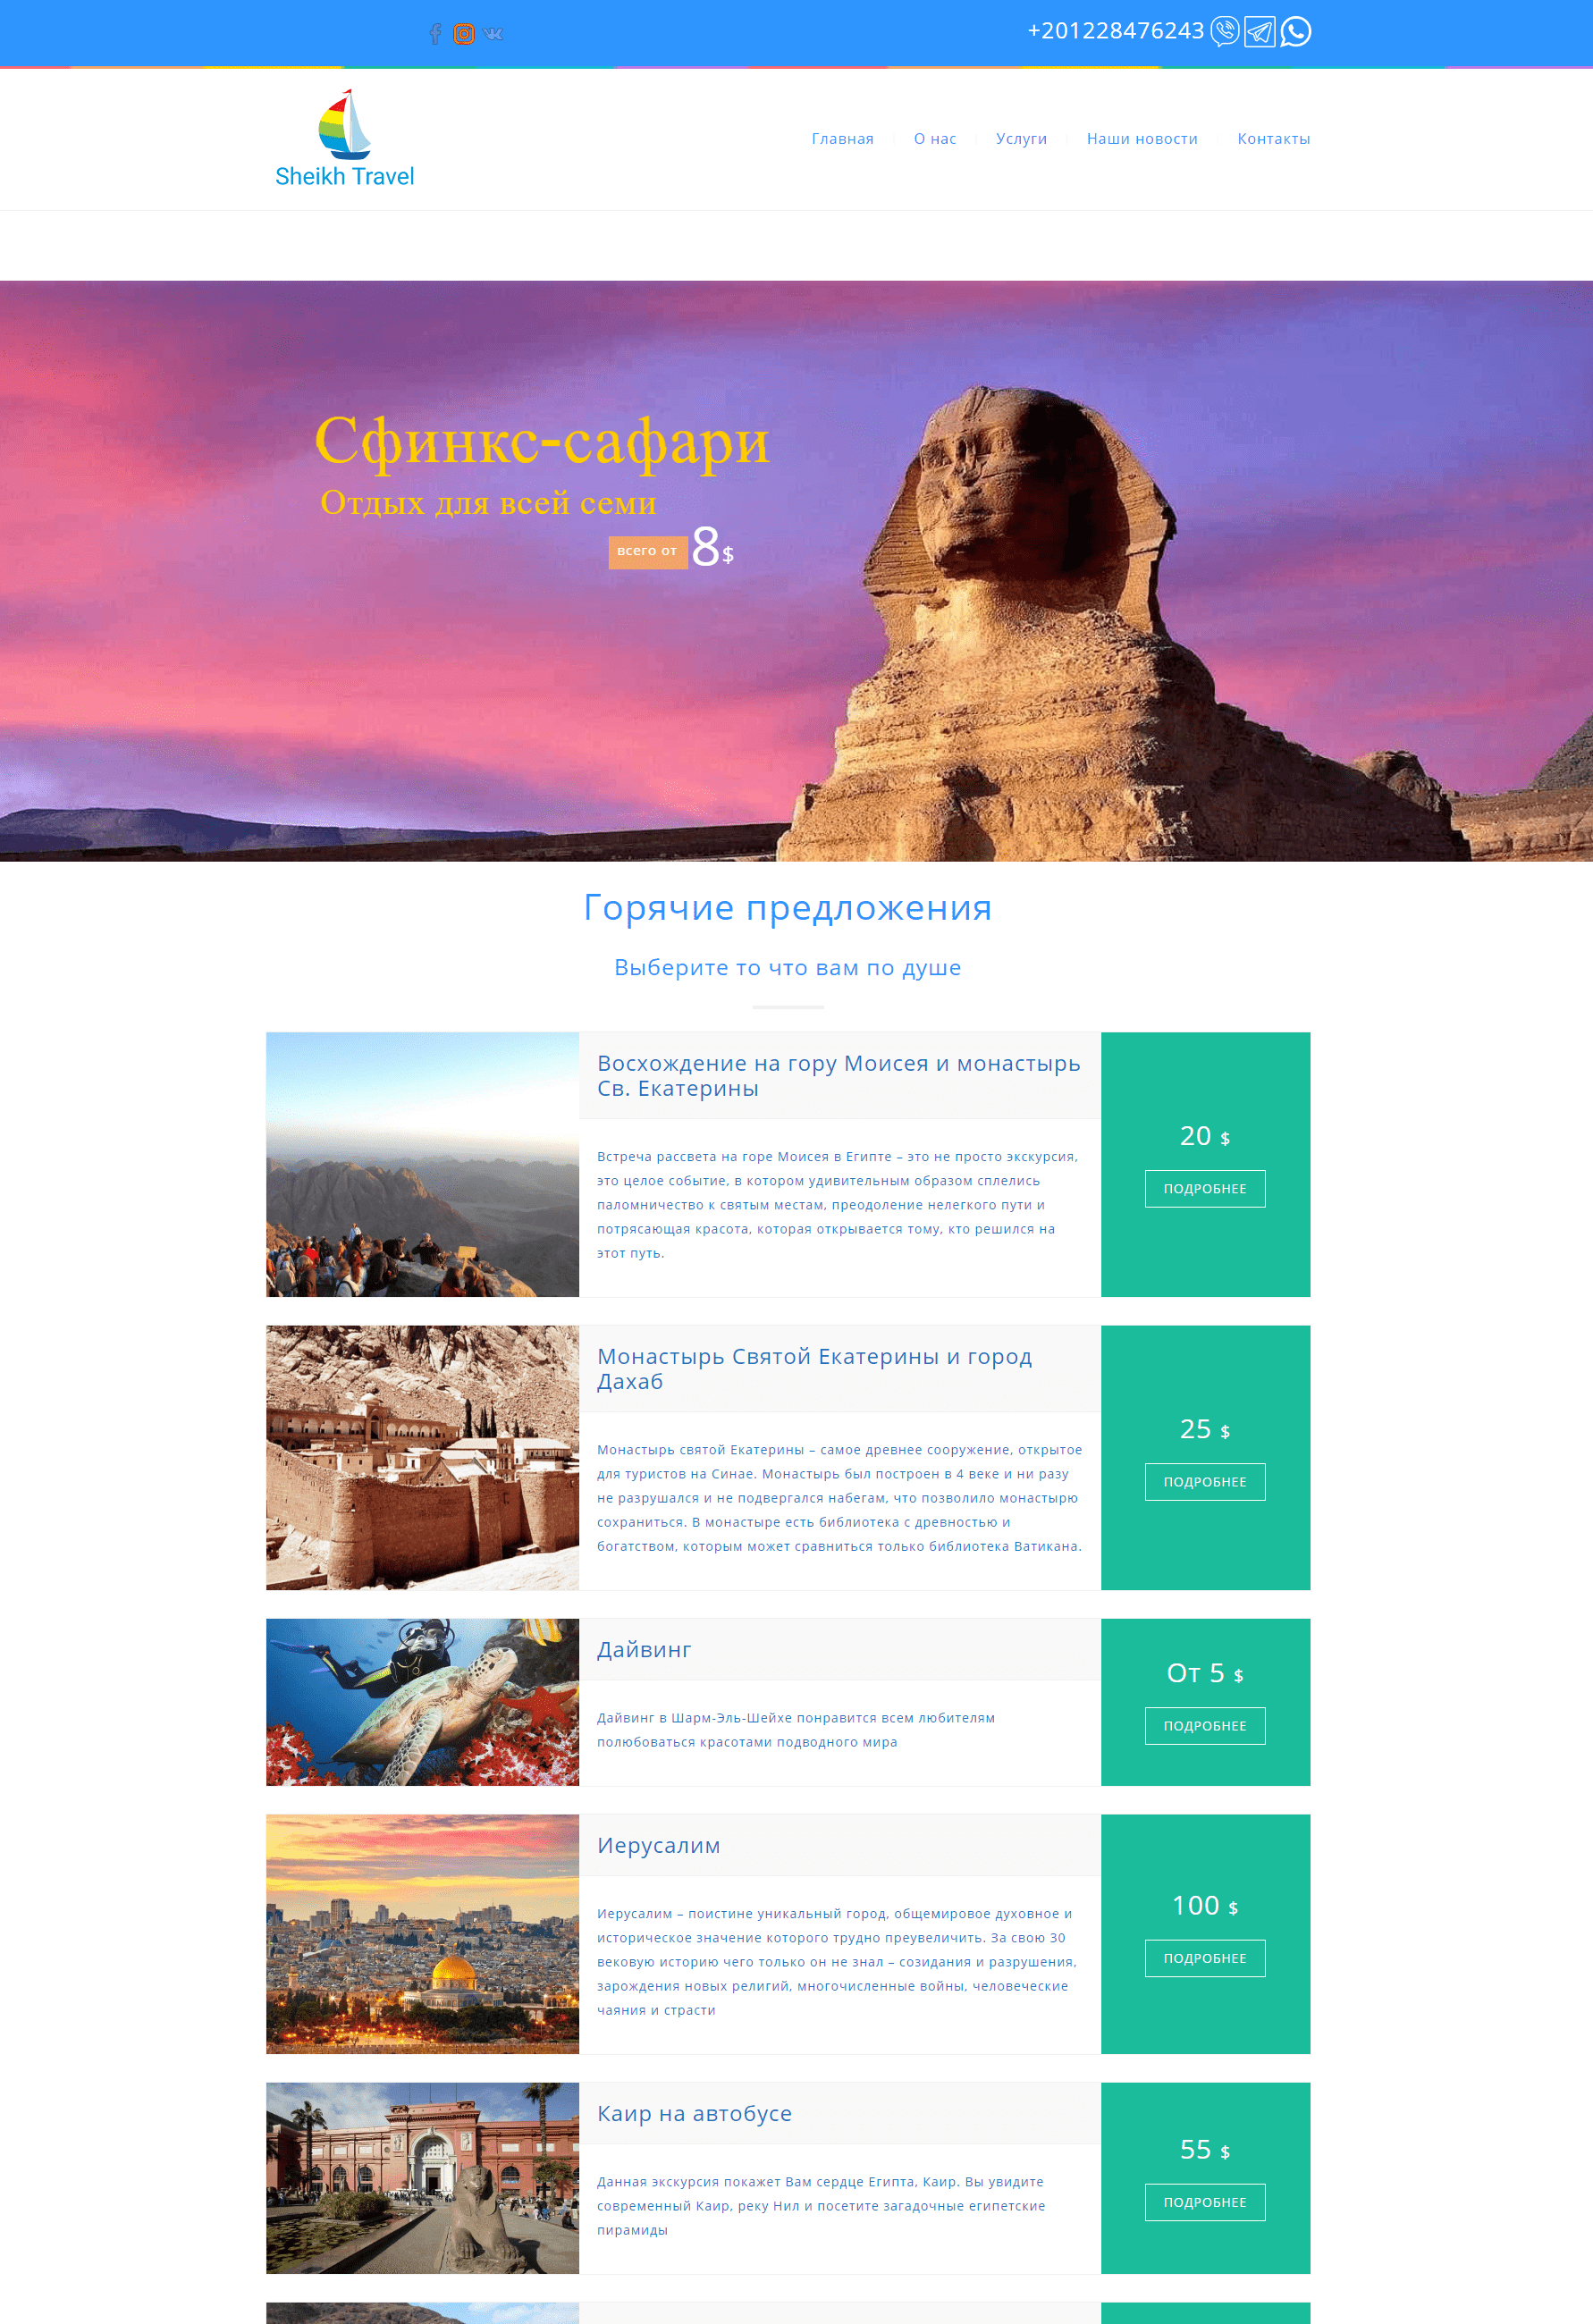 +201228476243
Sheikh Travel
Главная
О нас
Услуги
Наши новости
Контакты
Сфинкс-сафари
Отдых для всей семи
всего от 8$
Горячие предложения
Выберите то что вам по душе
Восхождение на гору Моисея и монастырь
Св. Екатерины
Встреча рассвета на горе Моисея в Египте – это не просто экскурсия,
это целое событие, в котором удивительным образом сплелись
паломничество к святым местам, преодоление нелегкого пути и
потрясающая красота, которая открывается тому, кто решился на
этот путь.
20 $
ПОДРОБНЕЕ
Монастырь Святой Екатерины и город
Дахаб
Монастырь святой Екатерины – самое древнее сооружение, открытое
для туристов на Синае. Монастырь был построен в 4 веке и ни разу
не разрушался и не подвергался набегам, что позволило монастырю
сохраниться. В монастыре есть библиотека с древностью и
богатством, которым может сравниться только библиотека Ватикана.
25 $
ПОДРОБНЕЕ
Дайвинг
Дайвинг в Шарм-Эль-Шейхе понравится всем любителям
полюбоваться красотами подводного мира
От 5 $
ПОДРОБНЕЕ
Иерусалим
Иерусалим – поистине уникальный город, общемировое духовное и
историческое значение которого трудно преувеличить. За свою 30
вековую историю чего только он не знал – созидания и разрушения,
зарождения новых религий, многочисленные войны, человеческие
чаяния и страсти
100 $
ПОДРОБНЕЕ
Каир на автобусе
Данная экскурсия покажет Вам сердце Египта, Каир. Вы увидите
современный Каир, реку Нил и посетите загадочные египетские
пирамиды
55 $
ПОДРОБНЕЕ